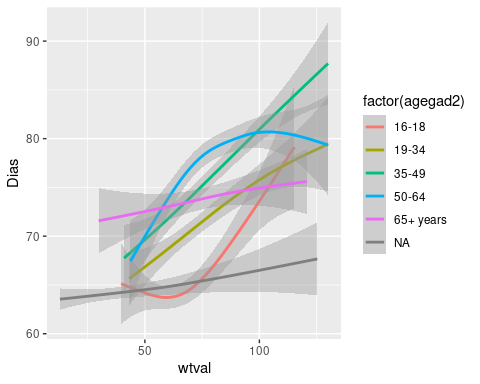 90
80
70
60
Dias
50
100
wtval
factor(agegad2)
16-18
19-34
35-49
50-64
65+ years
NA